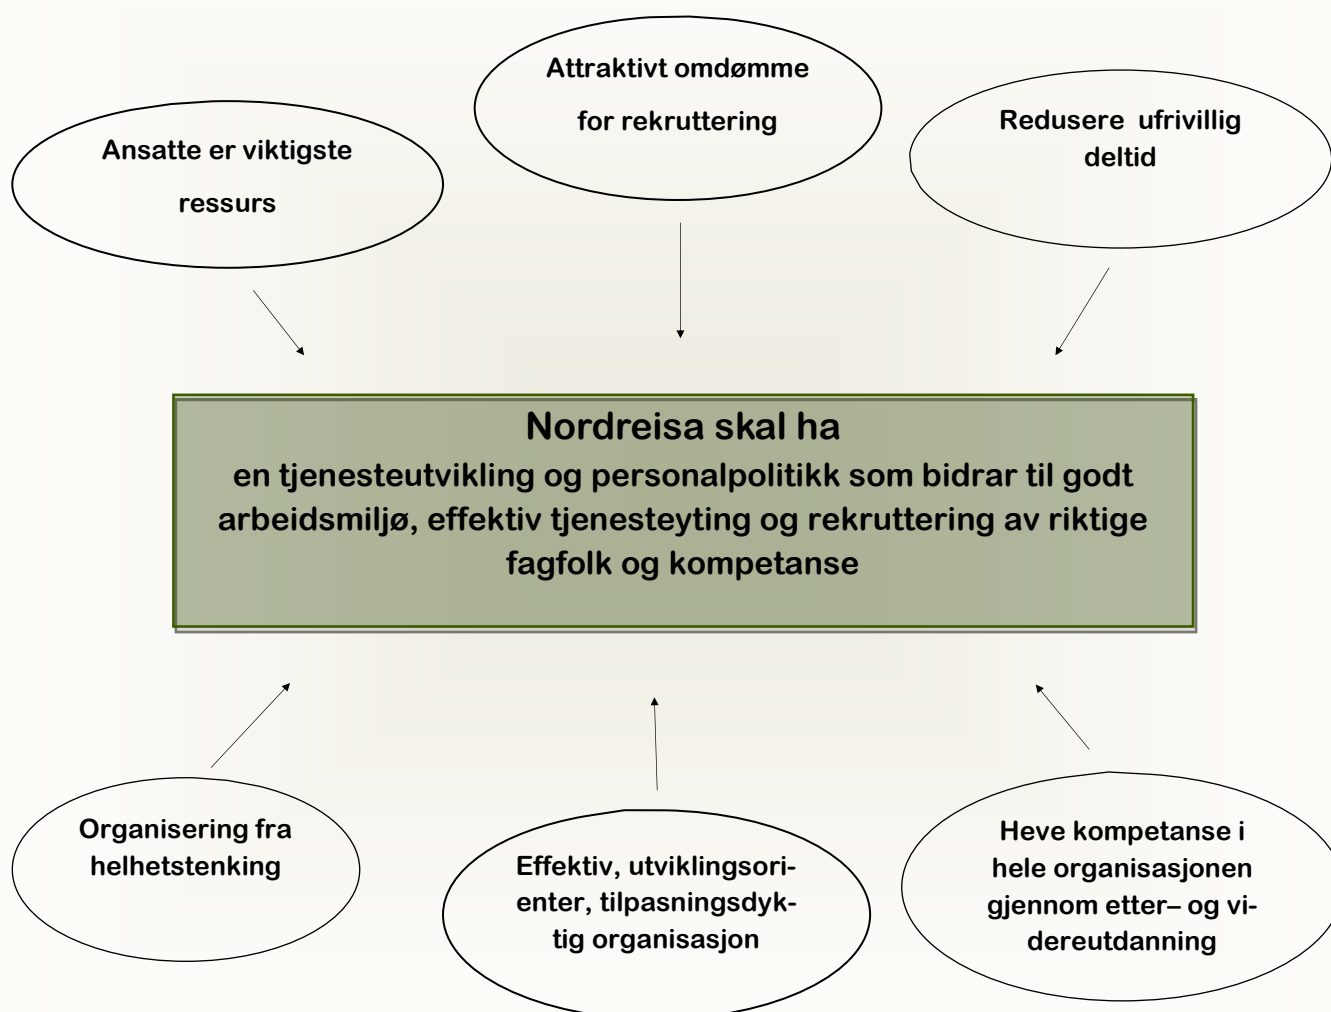 Attraktivt omdømme
for rekruttering
Ansatte er viktigste
ressurs
Redusere  ufrivillig
deltid
Nordreisa skal ha
en tjenesteutvikling og personalpolitikk som bidrar til godt
arbeidsmiljø, effektiv tjenesteyting og rekruttering av riktige
fagfolk og kompetanse
Organisering fra
helhetstenking
Effektiv, utviklingsori-
enter, tilpasningsdyk-
tig organisasjon
Heve kompetanse i
hele organisasjonen
gjennom etter– og vi-
dereutdanning